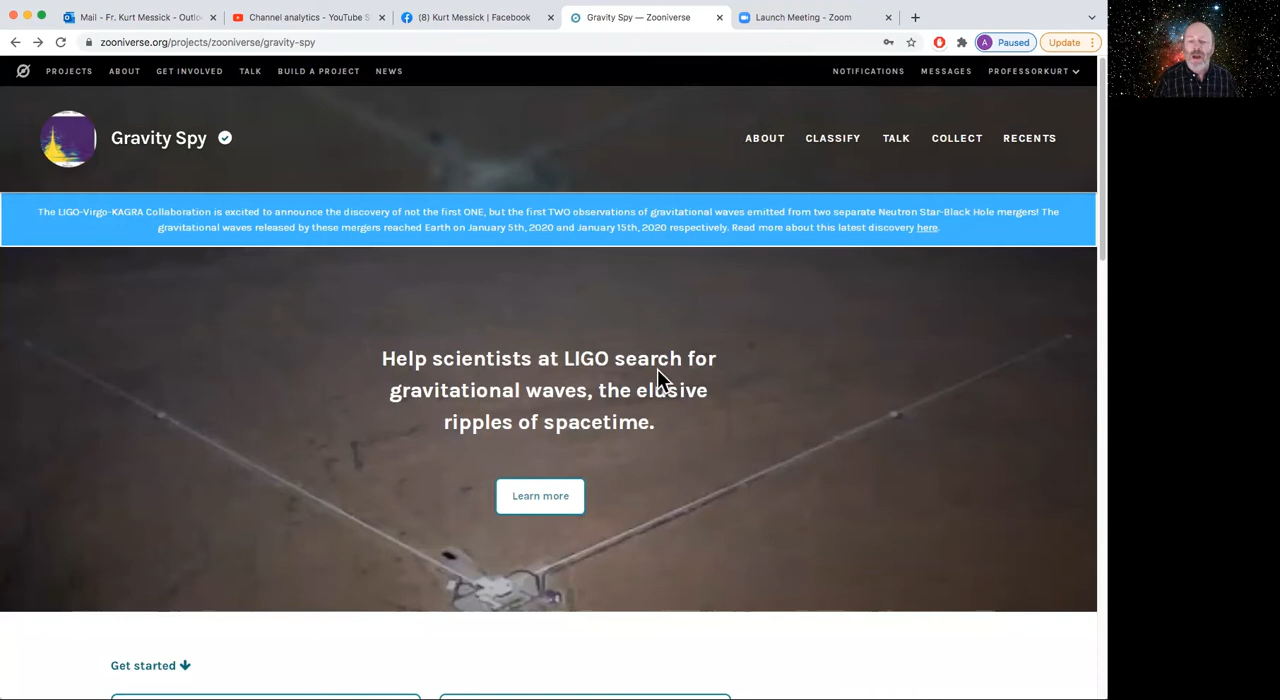 Mail - Fr. Kurt Messick - Outlo
Channel analytics - YouTube S
(8) Kurt Messick | Facebook
Gravity Spy — Zooniverse
Launch Meeting - Zoom
zooniverse.org/projects/zooniverse/gravity-spy
A Paused
Update
PROJECTS ABOUT GET INVOLVED TALK BUILD A PROJECT NEWS
NOTIFICATIONS MESSAGES PROFESSORKURT
Gravity Spy
ABOUT CLASSIFY TALK COLLECT RECENTS
The LIGO-Virgo-KAGRA Collaboration is excited to announce the discovery of not the first ONE, but the first TWO observations of gravitational waves emitted from two separate Neutron Star-Black Hole mergers! The
gravitational waves released by these mergers reached Earth on January 5th, 2020 and January 15th, 2020 respectively. Read more about this latest discovery here.
Help scientists at LIGO search for
gravitational waves, the elusive
ripples of spacetime.
Learn more
Get started